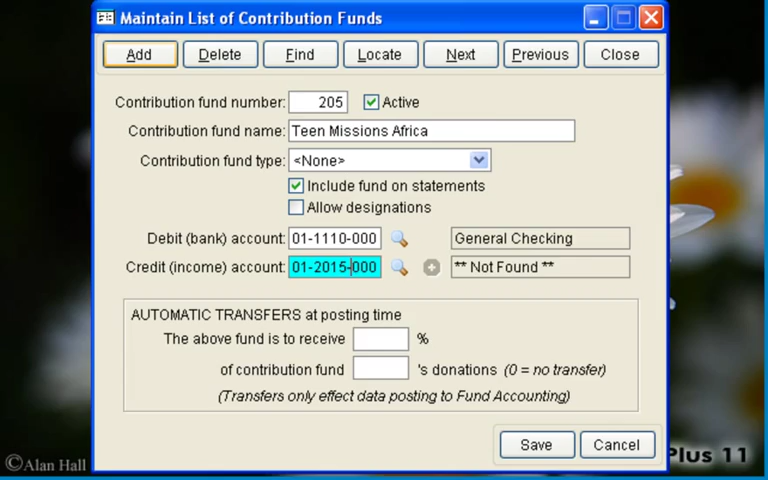 Maintain List of Contribution Funds
Add Delete Find Locate Next Previous Close
Contribution fund number: 205 Active
Contribution fund name: Teen Missions Africa
Contribution fund type: <None>
Include fund on statements
Allow designations
Debit (bank) account: 01-1110-000 General Checking
Credit (income) account: 01-2015-000 ** Not Found **
AUTOMATIC TRANSFERS at posting time
The above fund is to receive %
of contribution fund 's donations (0 = no transfer)
(Transfers only effect data posting to Fund Accounting)
Save Cancel
©Alan Hall
Plus 11